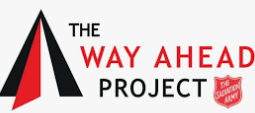 THE
WAY AHEAD
PROJECT
THE
SALVATION
ARMY